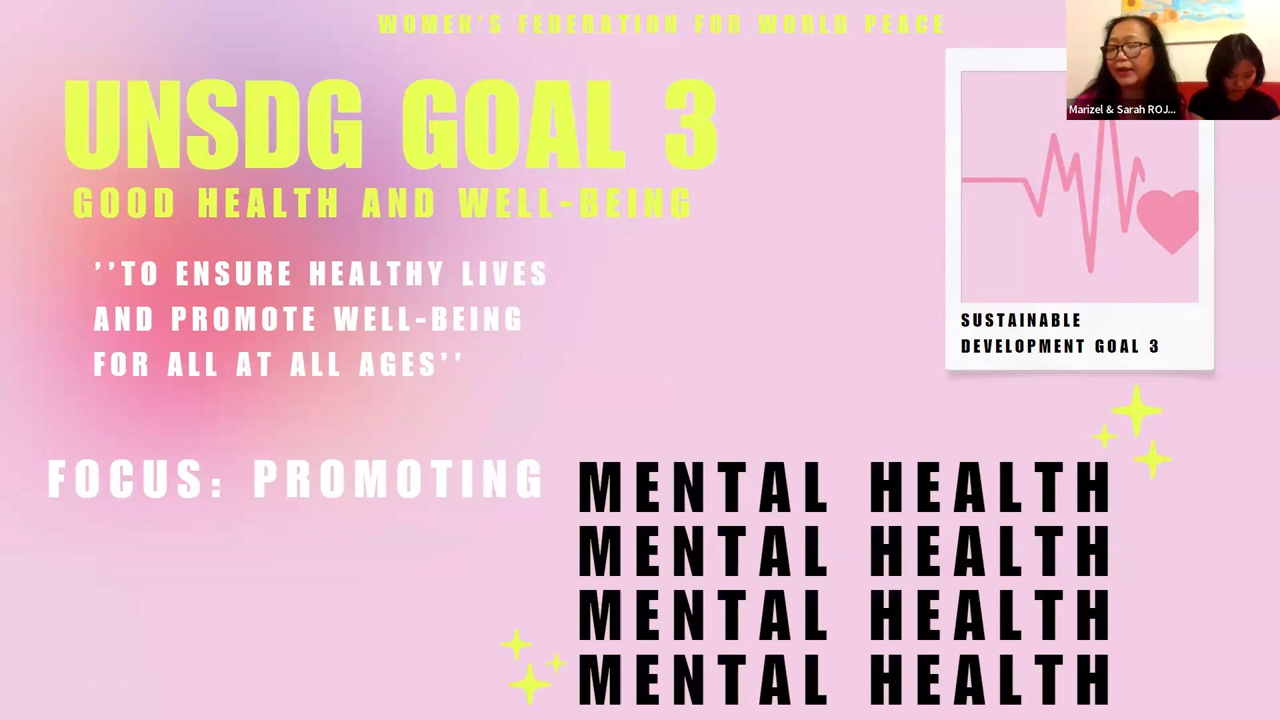 WOMEN'S FEDERATION FOR WORLD PEACE
UNSDG GOAL 3
GOOD HEALTH AND WELL-BEING
''TO ENSURE HEALTHY LIVES
AND PROMOTE WELL-BEING
FOR ALL AT ALL AGES''
Marizel & Sarah ROJ...
SUSTAINABLE
DEVELOPMENT GOAL 3
FOCUS: PROMOTING MENTAL HEALTH
MENTAL HEALTH
MENTAL HEALTH
MENTAL HEALTH